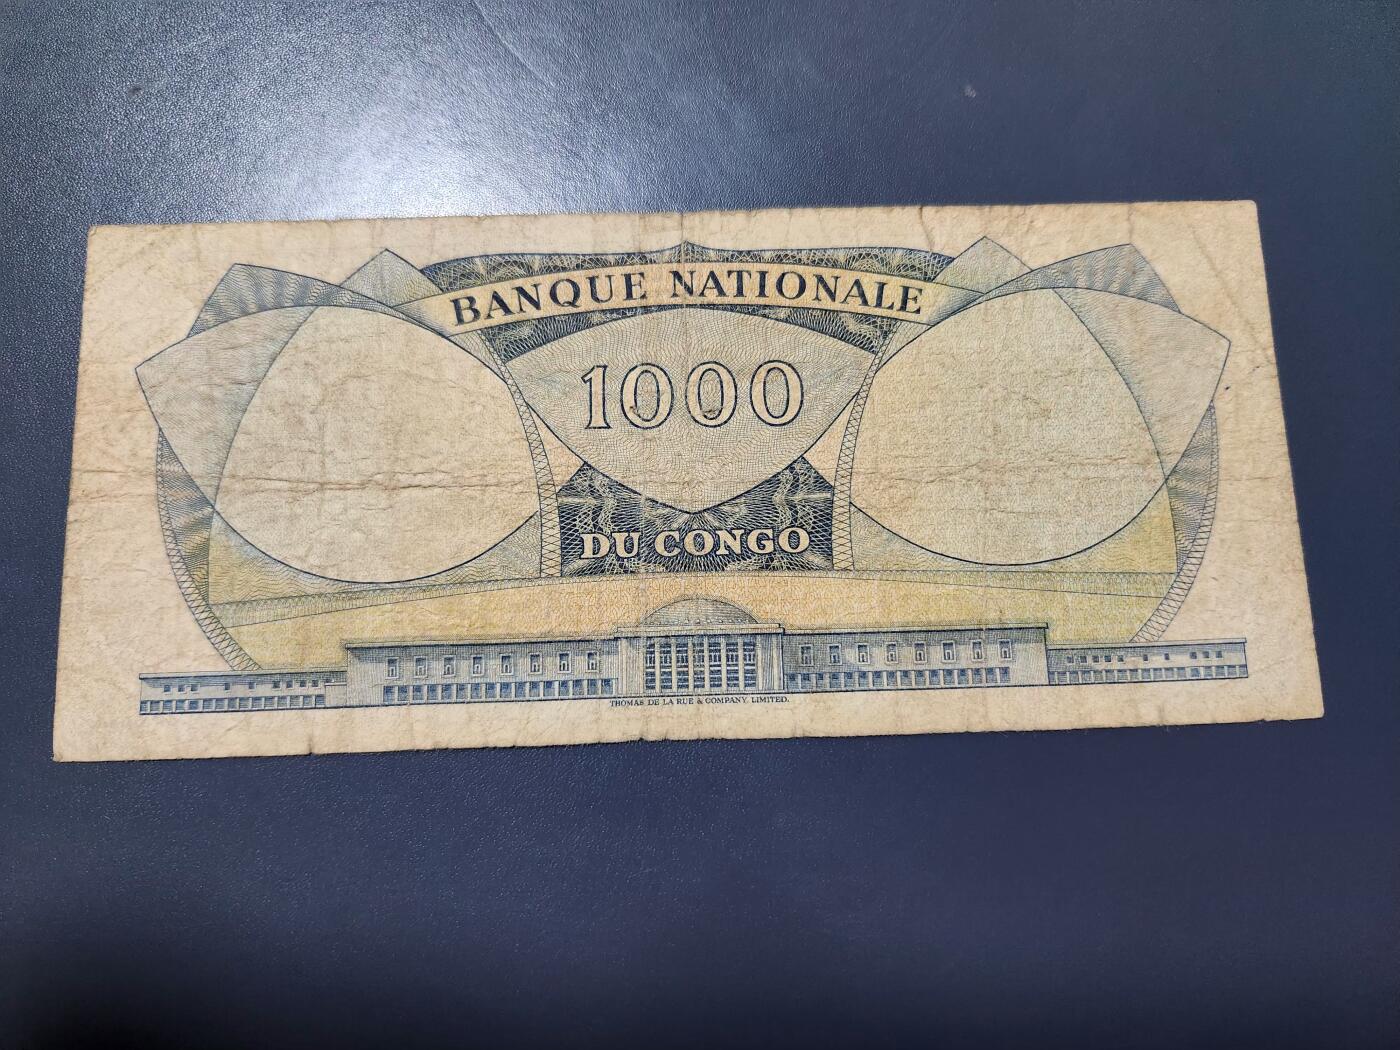 BANQUE NATIONALE
1000
DU CONGO
THOMAS DE LA RUE & COMPANY, LIMITED.